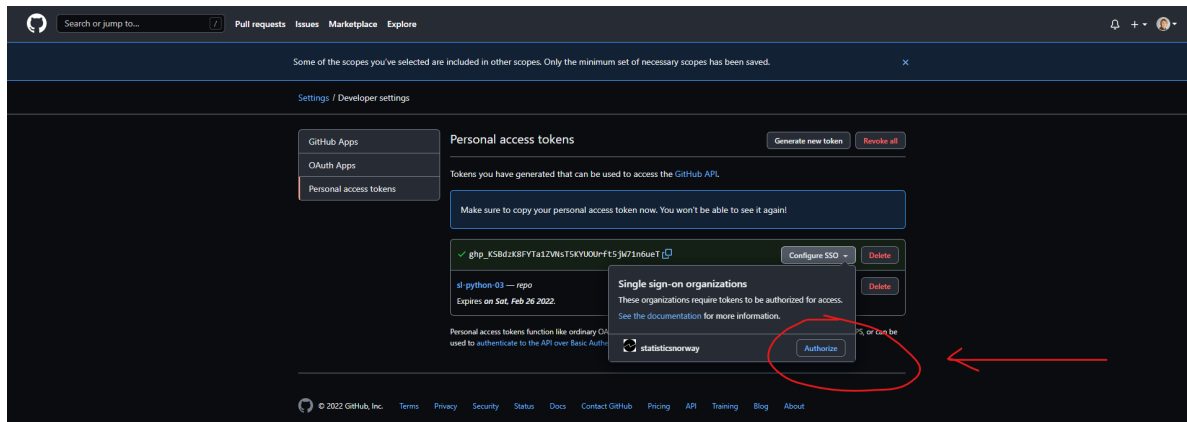 Search or jump to... / Pull requests Issues Marketplace Explore
Some of the scopes you've selected are included in other scopes. Only the minimum set of necessary scopes has been saved.
Settings / Developer settings
GitHub Apps
OAuth Apps
Personal access tokens
Personal access tokens
Generate new token
Revoke all
Tokens you have generated that can be used to access the GitHub API.
Make sure to copy your personal access token now. You won't be able to see it again!
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
Configure SSO
Delete
sl-python-03 — repo
Delete
Expires on Sat, Feb 26 2022.
Single sign-on organizations
These organizations require tokens to be authorized for access.
See the documentation for more information.
statisticsnorway
Authorize
Personal access tokens function like ordinary OA
PS, or can be
used to authenticate to the API over Basic Authe
© 2022 GitHub, Inc. Terms Privacy Security Status Docs Contact GitHub Pricing API Training Blog About